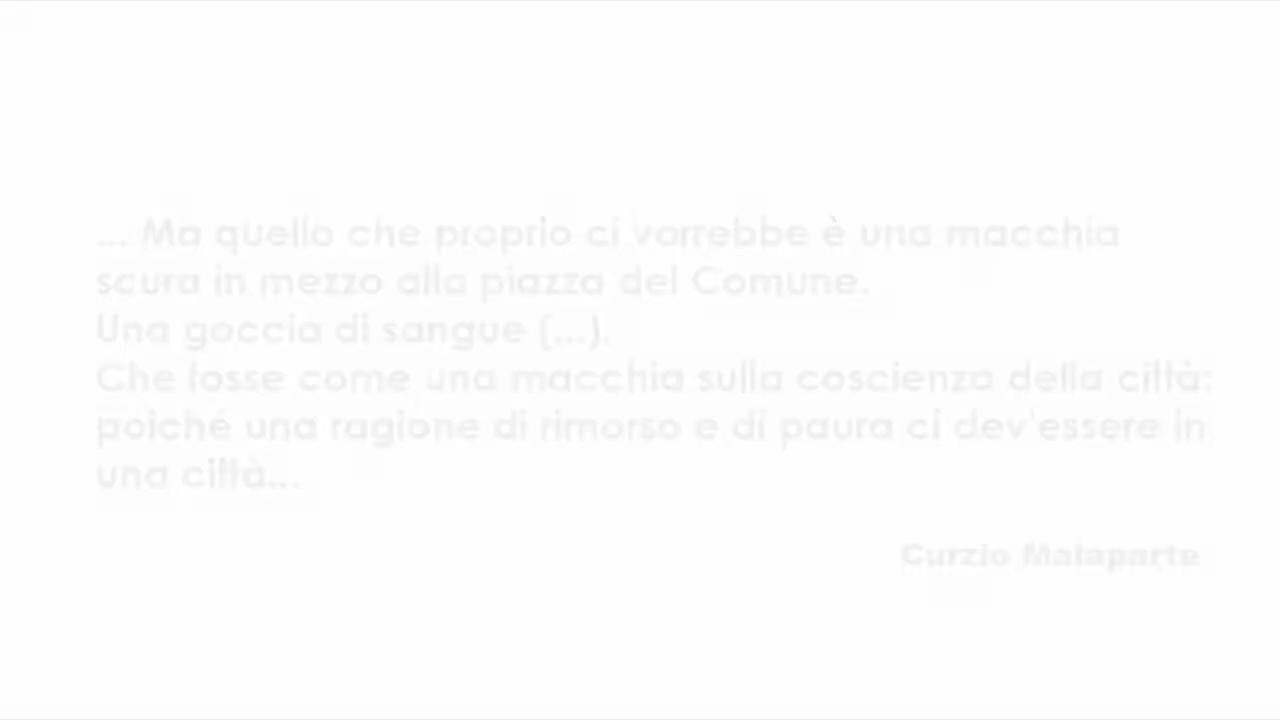 ... Ma quello che proprio ci vorrebbe è una macchia
scura in mezzo alla piazza del Comune.
Una goccia di sangue (...).
Che fosse come una macchia sulla coscienza della città:
poiché una ragione di rimorso e di paura ci dev'essere in
una città...
Curzio Malaparte